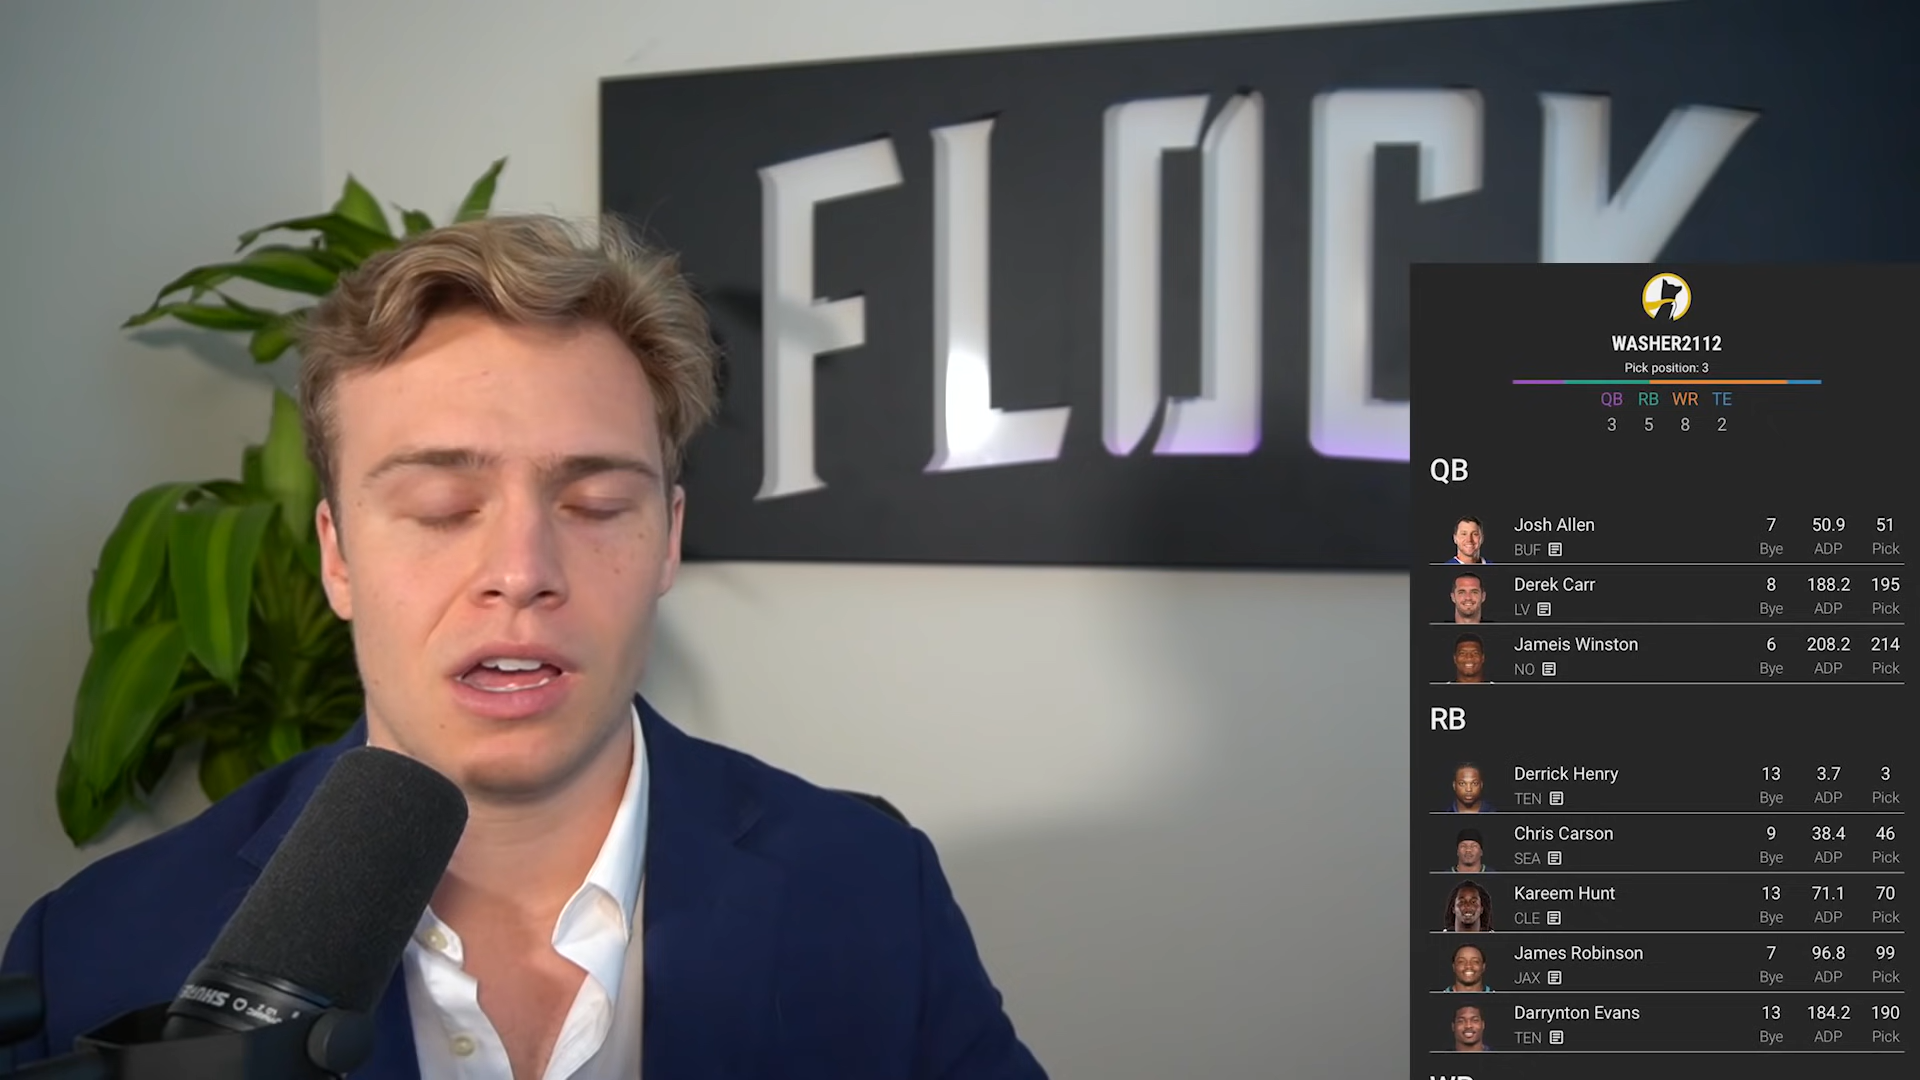 FLOCK
WASHER2112
Pick position: 3
QB RB WR TE
3 5 8 2
QB
Josh Allen 7 50.9 51
BUF Bye ADP Pick
Derek Carr 8 188.2 195
LV Bye ADP Pick
Jameis Winston 6 208.2 214
NO Bye ADP Pick
RB
Derrick Henry 13 3.7 3
TEN Bye ADP Pick
Chris Carson 9 38.4 46
SEA Bye ADP Pick
Kareem Hunt 13 71.1 70
CLE Bye ADP Pick
James Robinson 7 96.8 99
JAX Bye ADP Pick
Darrynton Evans 13 184.2 190
TEN Bye ADP Pick
WR
SHURE